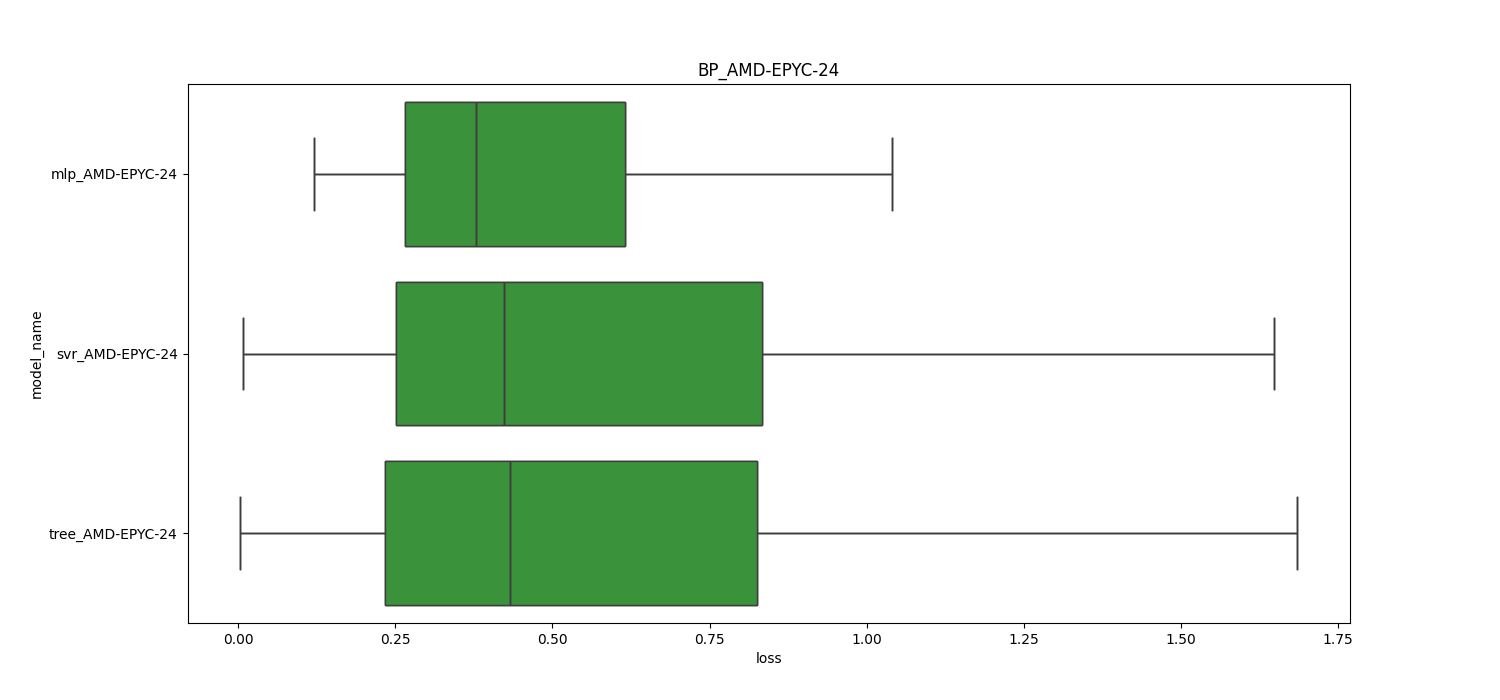 BP_AMD-EPYC-24
model_name
mlp_AMD-EPYC-24
svr_AMD-EPYC-24
tree_AMD-EPYC-24
0.00 0.25 0.50 0.75 1.00 1.25 1.50 1.75
loss